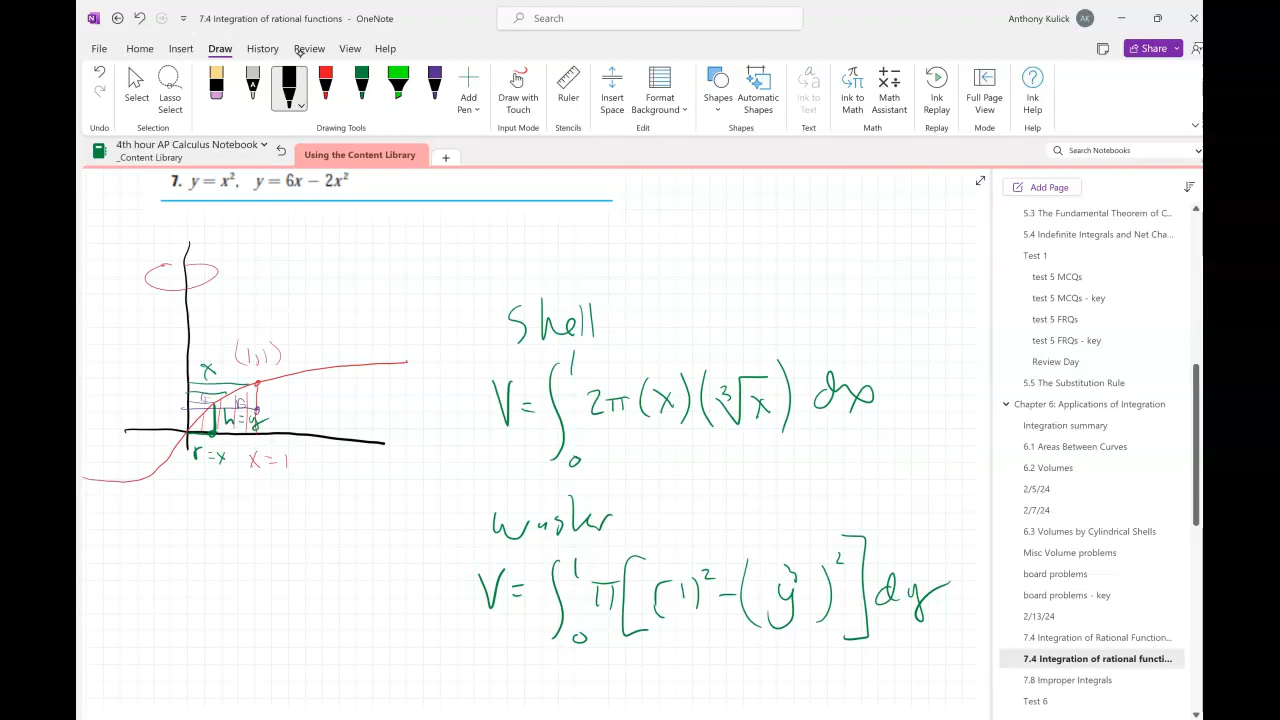 7.4 Integration of rational functions - OneNote
Search
Anthony Kulick
AK
File Home Insert Draw History Review View Help
Share
Select
Lasso Select
Add Pen
Draw with Touch
Ruler
Insert Space
Format Background
Shapes
Automatic Shapes
Ink to Text
Ink to Math
Math Assistant
Ink Replay
Full Page View
Ink Help
Undo Selection Drawing Tools Input Mode Stencils Edit Shapes Text Math Replay Mode Help
4th hour AP Calculus Notebook
_Content Library
Using the Content Library
+
Search Notebooks
7. y = x², y = 6x − 2x²
(1,1)
x
h=y
r=x x=1
Shell
V= ∫₀¹ 2π(x)(³√x) dx
washer
V= ∫₀¹ π[(1)²-(y³)²]dy
Add Page
5.3 The Fundamental Theorem of C...
5.4 Indefinite Integrals and Net Cha...
Test 1
test 5 MCQs
test 5 MCQs - key
test 5 FRQs
test 5 FRQs - key
Review Day
5.5 The Substitution Rule
Chapter 6: Applications of Integration
Integration summary
6.1 Areas Between Curves
6.2 Volumes
2/5/24
2/7/24
6.3 Volumes by Cylindrical Shells
Misc Volume problems
board problems
board problems - key
2/13/24
7.4 Integration of Rational Function...
7.4 Integration of rational functi...
7.8 Improper Integrals
Test 6